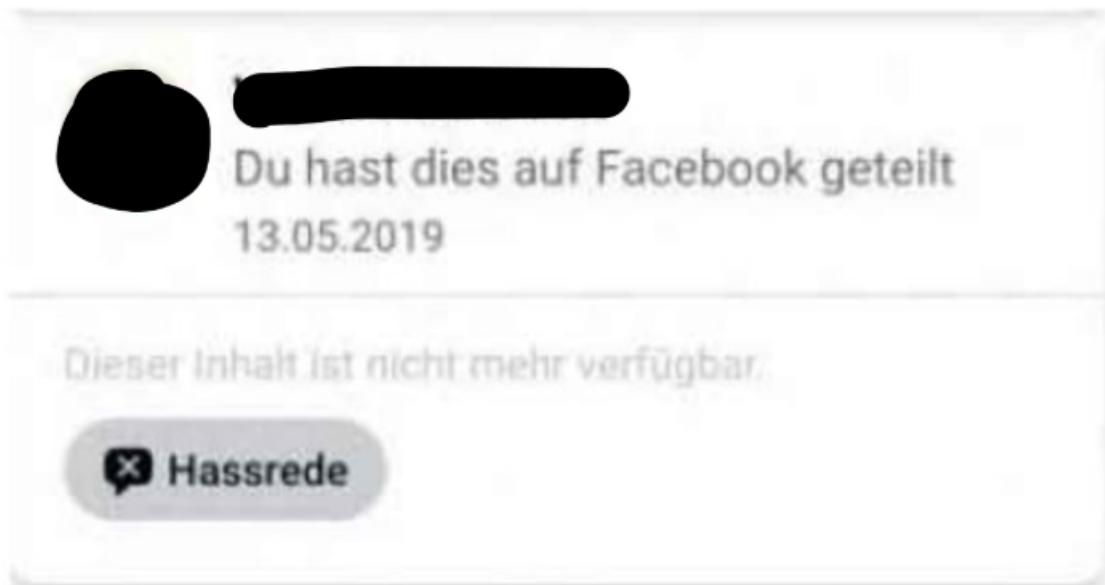 Du hast dies auf Facebook geteilt
13.05.2019
Dieser Inhalt ist nicht mehr verfügbar.
Hassrede